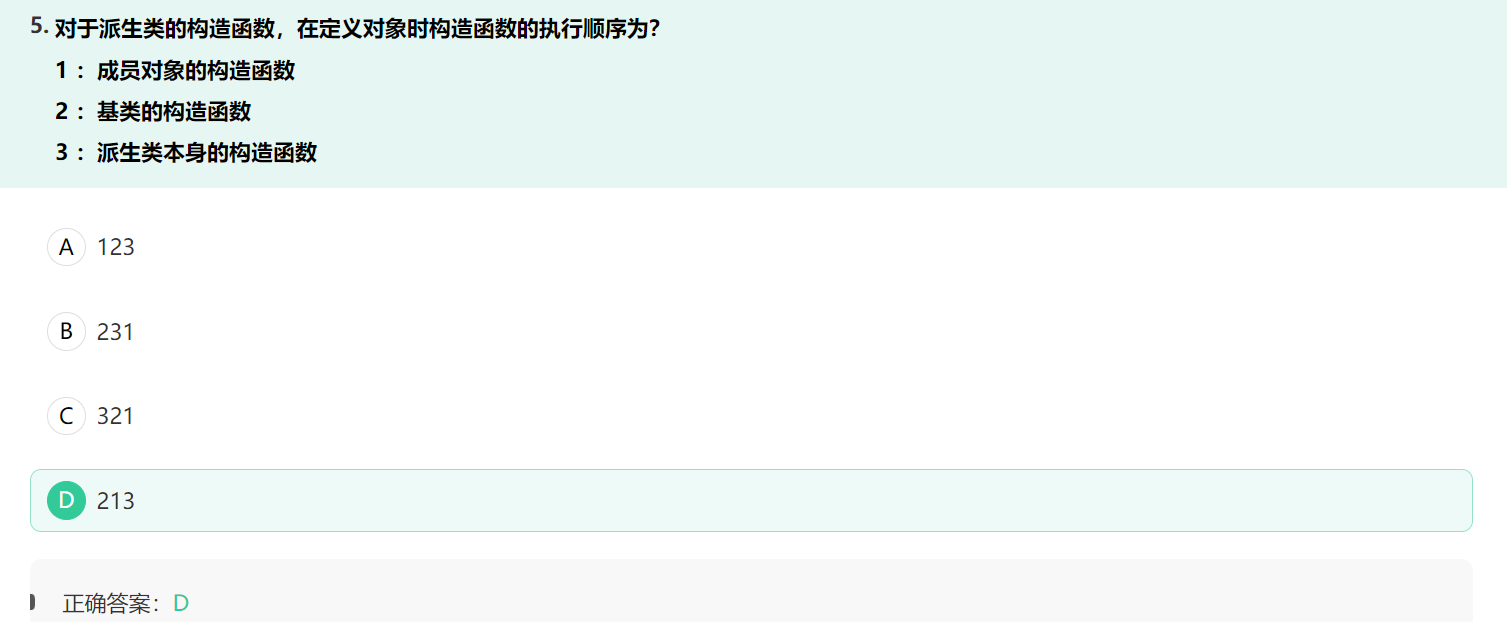 5. 对于派生类的构造函数，在定义对象时构造函数的执行顺序为?
1 ： 成员对象的构造函数
2 ： 基类的构造函数
3 ： 派生类本身的构造函数
A 123
B 231
C 321
D 213
正确答案： D